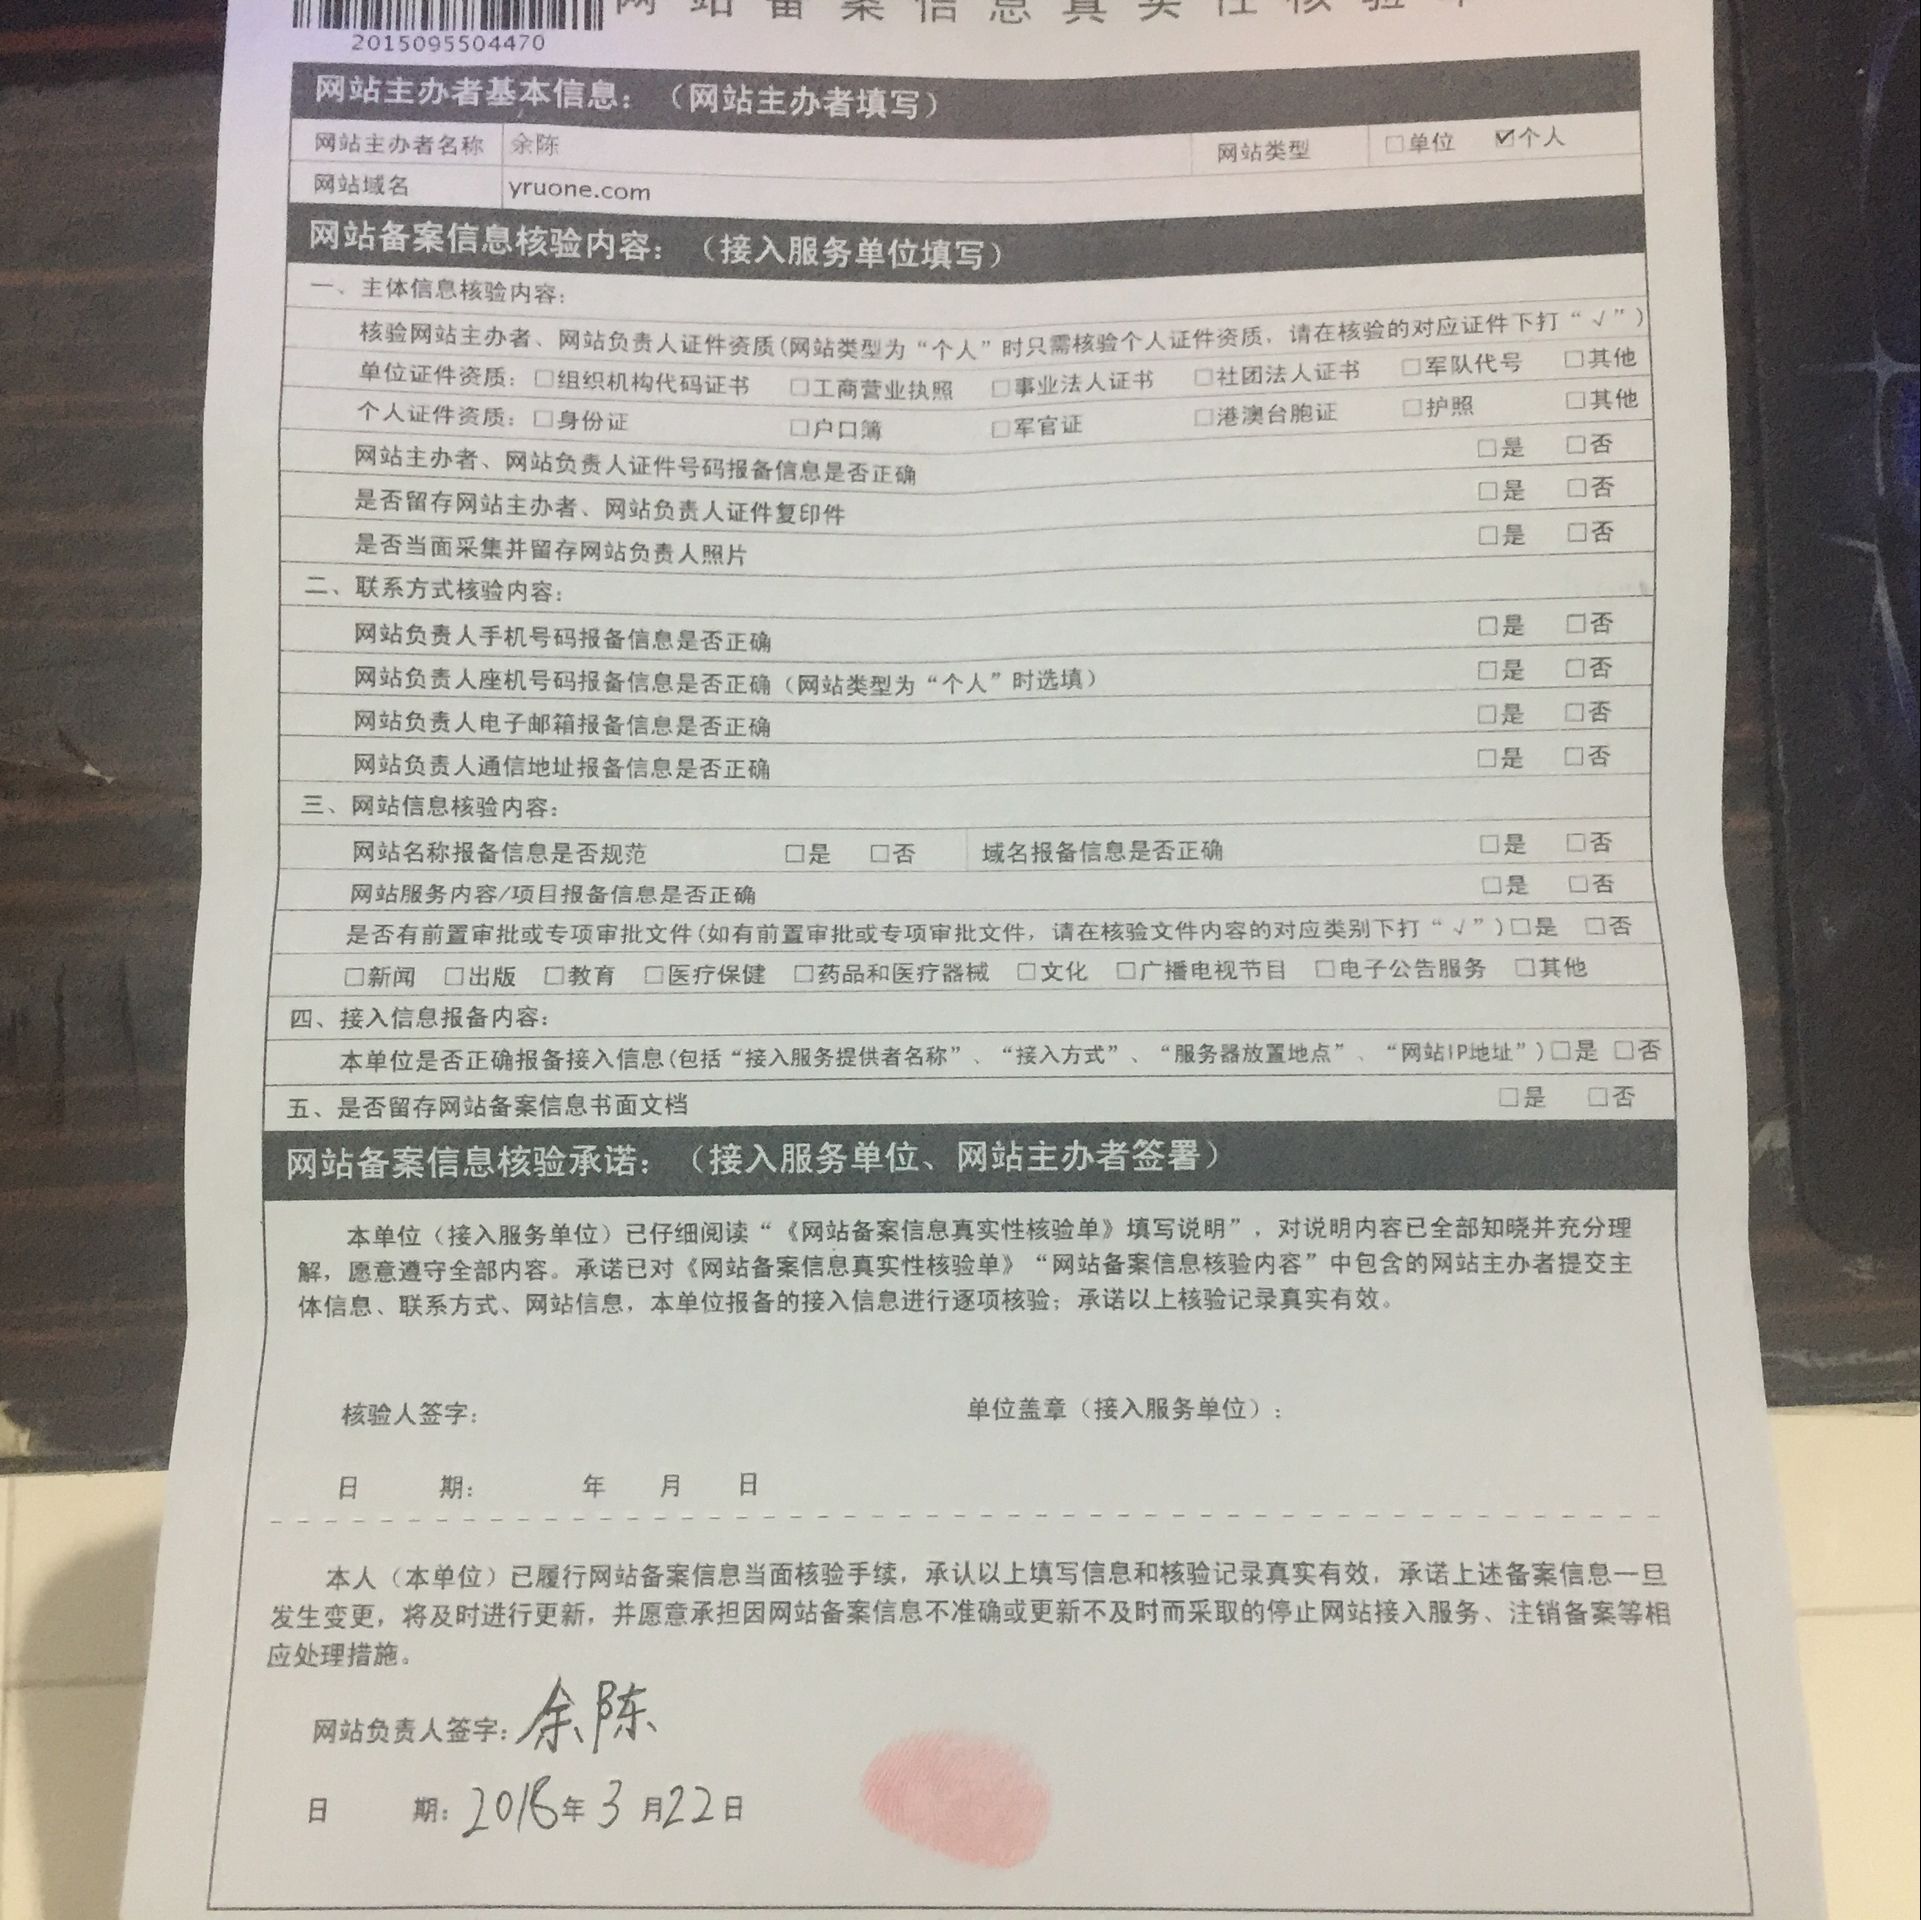 网站备案信息真实性核验单
2015095504470
网站主办者基本信息：（网站主办者填写）
网站主办者名称 余陈 网站类型 □单位 ☑个人
网站域名 yruone.com
网站备案信息核验内容：（接入服务单位填写）
一、主体信息核验内容：
核验网站主办者、网站负责人证件资质(网站类型为“个人”时只需核验个人证件资质，请在核验的对应证件下打“√”)
单位证件资质：□组织机构代码证书 □工商营业执照 □事业法人证书 □社团法人证书 □军队代号 □其他
个人证件资质：□身份证 □户口簿 □军官证 □港澳台胞证 □护照 □其他
网站主办者、网站负责人证件号码报备信息是否正确 □是 □否
是否留存网站主办者、网站负责人证件复印件 □是 □否
是否当面采集并留存网站负责人照片 □是 □否
二、联系方式核验内容：
网站负责人手机号码报备信息是否正确 □是 □否
网站负责人座机号码报备信息是否正确（网站类型为“个人”时选填） □是 □否
网站负责人电子邮箱报备信息是否正确 □是 □否
网站负责人通信地址报备信息是否正确 □是 □否
三、网站信息核验内容：
网站名称报备信息是否规范 □是 □否 域名报备信息是否正确 □是 □否
网站服务内容/项目报备信息是否正确 □是 □否
是否有前置审批或专项审批文件(如有前置审批或专项审批文件，请在核验文件内容的对应类别下打“√”)□是 □否
□新闻 □出版 □教育 □医疗保健 □药品和医疗器械 □文化 □广播电视节目 □电子公告服务 □其他
四、接入信息报备内容：
本单位是否正确报备接入信息(包括“接入服务提供者名称”、“接入方式”、“服务器放置地点”、“网站IP地址”)□是 □否
五、是否留存网站备案信息书面文档 □是 □否
网站备案信息核验承诺：（接入服务单位、网站主办者签署）
本单位（接入服务单位）已仔细阅读“《网站备案信息真实性核验单》填写说明”，对说明内容已全部知晓并充分理
解，愿意遵守全部内容。承诺已对《网站备案信息真实性核验单》“网站备案信息核验内容”中包含的网站主办者提交主
体信息、联系方式、网站信息，本单位报备的接入信息进行逐项核验；承诺以上核验记录真实有效。
核验人签字： 单位盖章（接入服务单位）：
日 期： 年 月 日
本人（本单位）已履行网站备案信息当面核验手续，承认以上填写信息和核验记录真实有效，承诺上述备案信息一旦
发生变更，将及时进行更新，并愿意承担因网站备案信息不准确或更新不及时而采取的停止网站接入服务、注销备案等相
应处理措施。
网站负责人签字：余陈
日 期：2018年3月22日